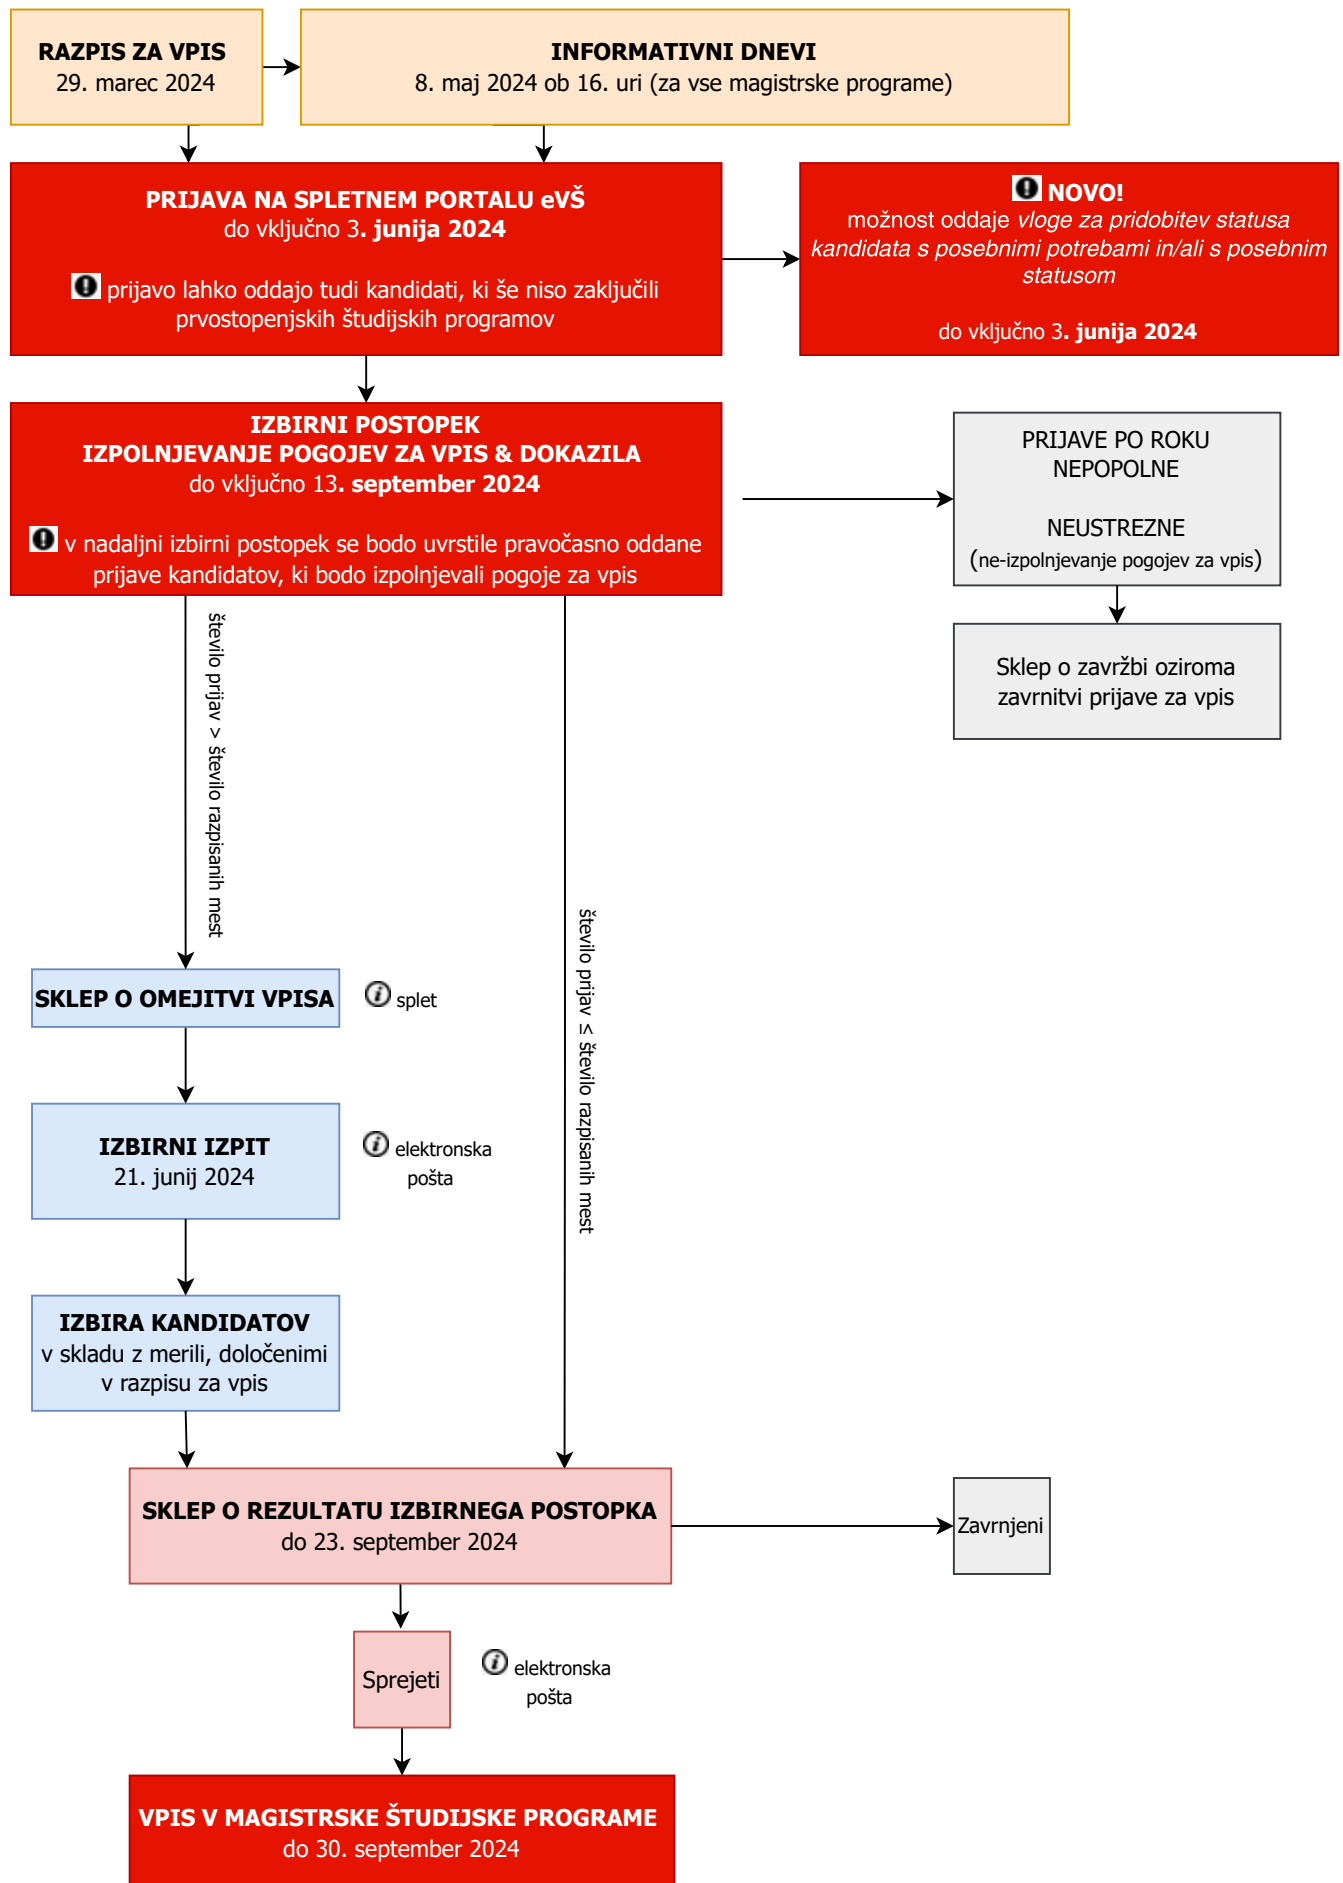 RAZPIS ZA VPIS
29. marec 2024
INFORMATIVNI DNEVI
8. maj 2024 ob 16. uri (za vse magistrske programe)
PRIJAVA NA SPLETNEM PORTALU eVŠ
do vključno 3. junija 2024
prijavo lahko oddajo tudi kandidati, ki še niso zaključili
prvostopenjskih študijskih programov
NOVO!
možnost oddaje vloge za pridobitev statusa
kandidata s posebnimi potrebami in/ali s posebnim
statusom
do vključno 3. junija 2024
IZBIRNI POSTOPEK
IZPOLNJEVANJE POGOJEV ZA VPIS & DOKAZILA
do vključno 13. september 2024
v nadaljni izbirni postopek se bodo uvrstile pravočasno oddane
prijave kandidatov, ki bodo izpolnjevali pogoje za vpis
PRIJAVE PO ROKU
NEPOPOLNE
NEUSTREZNE
(ne-izpolnjevanje pogojev za vpis)
Sklep o zavržbi oziroma
zavrnitvi prijave za vpis
število prijav > število razpisanih mest
število prijav ≤ število razpisanih mest
SKLEP O OMEJITVI VPISA
splet
IZBIRNI IZPIT
21. junij 2024
elektronska
pošta
IZBIRA KANDIDATOV
v skladu z merili, določenimi
v razpisu za vpis
SKLEP O REZULTATU IZBIRNEGA POSTOPKA
do 23. september 2024
Zavrnjeni
Sprejeti
elektronska
pošta
VPIS V MAGISTRSKE ŠTUDIJSKE PROGRAME
do 30. september 2024